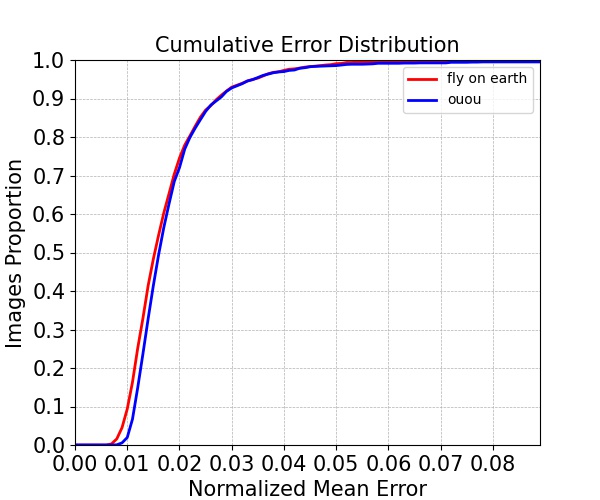 Cumulative Error Distribution
1.0
0.9
0.8
0.7
0.6
0.5
0.4
0.3
0.2
0.1
0.0
Images Proportion
fly on earth
ouou
0.00 0.01 0.02 0.03 0.04 0.05 0.06 0.07 0.08
Normalized Mean Error